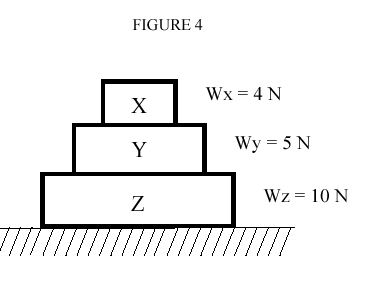 FIGURE 4
X
Wx = 4 N
Y
Wy = 5 N
Z
Wz = 10 N